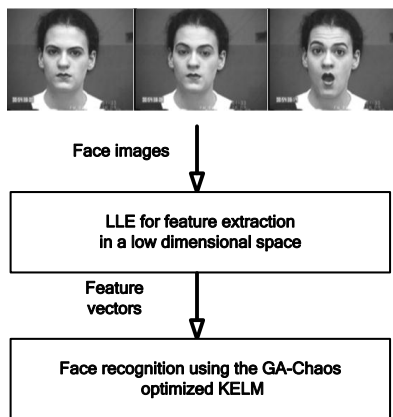 Face images
LLE for feature extraction
in a low dimensional space
Feature
vectors
Face recognition using the GA-Chaos
optimized KELM